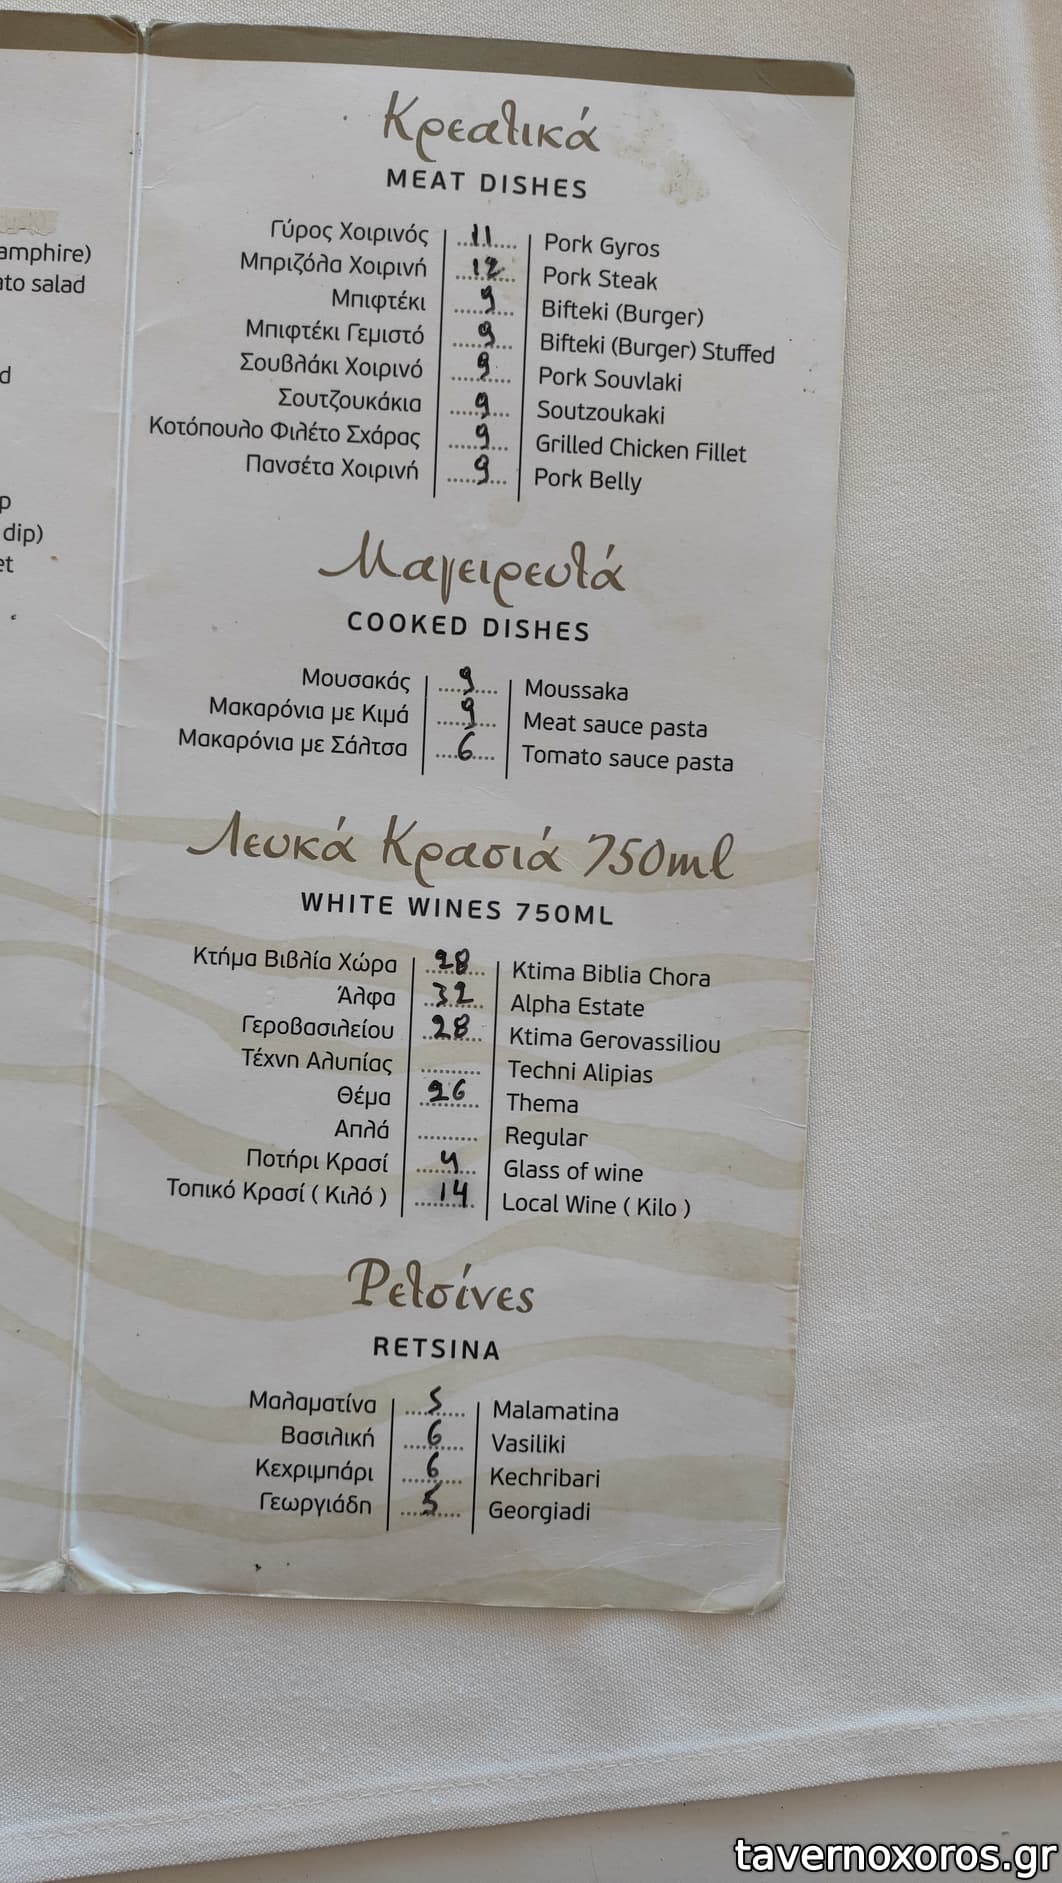 amphire)
ato salad
d
p
dip)
et
Κρεατικά
MEAT DISHES
Γύρος Χοιρινός ...11... Pork Gyros
Μπριζόλα Χοιρινή ...12... Pork Steak
Μπιφτέκι ...9... Bifteki (Burger)
Μπιφτέκι Γεμιστό ...9... Bifteki (Burger) Stuffed
Σουβλάκι Χοιρινό ...9... Pork Souvlaki
Σουτζουκάκια ...9... Soutzoukaki
Κοτόπουλο Φιλέτο Σχάρας ...9... Grilled Chicken Fillet
Πανσέτα Χοιρινή ...9... Pork Belly
Μαγειρευτά
COOKED DISHES
Μουσακάς ...9... Moussaka
Μακαρόνια με Κιμά ...9... Meat sauce pasta
Μακαρόνια με Σάλτσα ...6... Tomato sauce pasta
Λευκά Κρασιά 750ml
WHITE WINES 750ML
Κτήμα Βιβλία Χώρα ...28... Ktima Biblia Chora
Άλφα ...32... Alpha Estate
Γεροβασιλείου ...28... Ktima Gerovassiliou
Τέχνη Αλυπίας .......... Techni Alipias
Θέμα ...26... Thema
Απλά .......... Regular
Ποτήρι Κρασί ...4... Glass of wine
Τοπικό Κρασί ( Κιλό ) ...14... Local Wine ( Kilo )
Ρετσίνες
RETSINA
Μαλαματίνα ...5... Malamatina
Βασιλική ...6... Vasiliki
Κεχριμπάρι ...6... Kechribari
Γεωργιάδη ...5... Georgiadi
tavernoxoros.gr